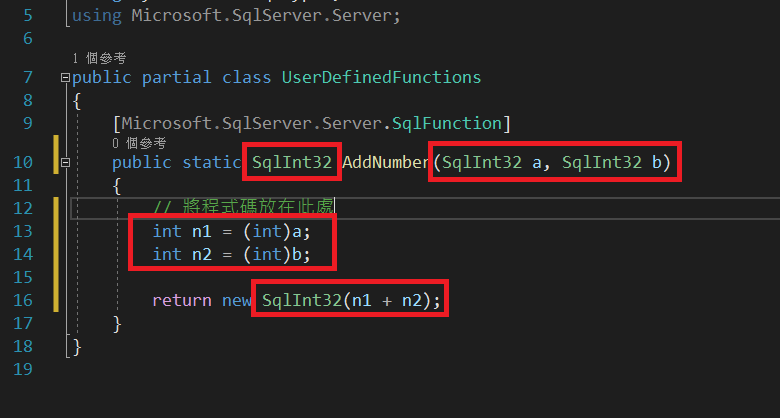 5 using Microsoft.SqlServer.Server;
6
1 個參考
7 public partial class UserDefinedFunctions
8 {
9 [Microsoft.SqlServer.Server.SqlFunction]
0 個參考
10 public static SqlInt32 AddNumber(SqlInt32 a, SqlInt32 b)
11 {
12 // 將程式碼放在此處
13 int n1 = (int)a;
14 int n2 = (int)b;
15
16 return new SqlInt32(n1 + n2);
17 }
18 }
19